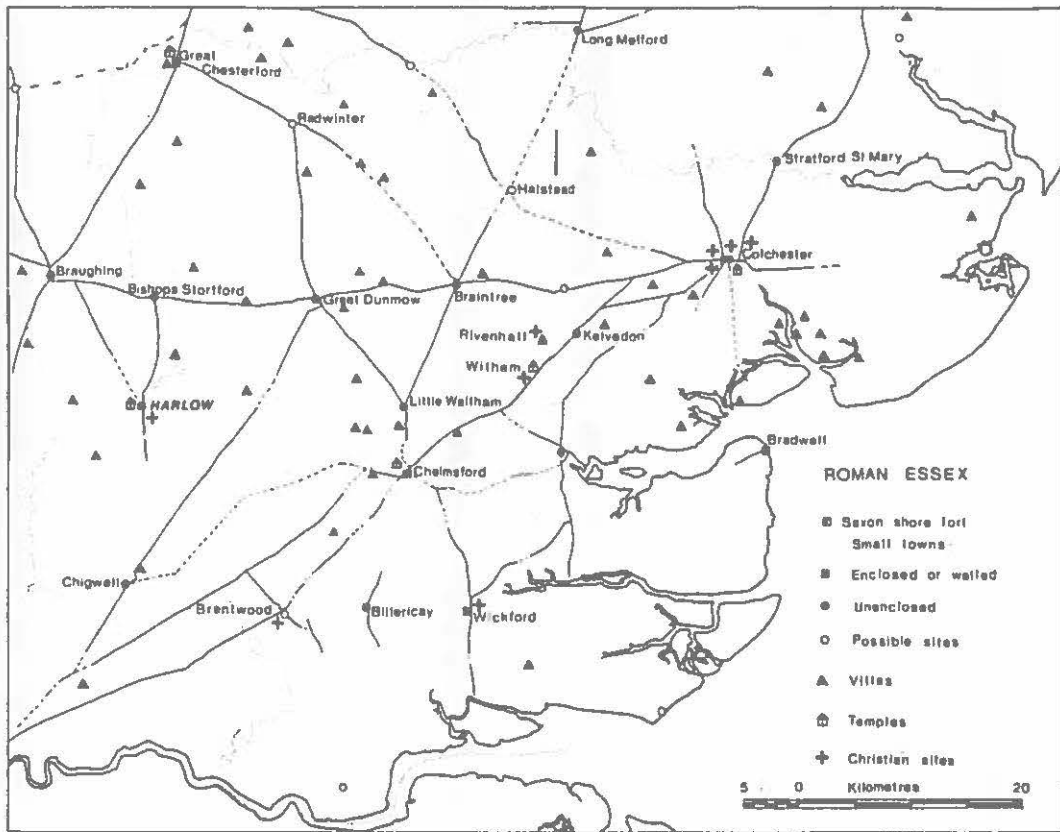 Long Melford
Great
Chesterford
Radwinter
Stratford St Mary
Halstead
Colchester
Braughing
Bishops Stortford
Great Dunmow
Braintree
Rivenhall
Kelvedon
Witham
HARLOW
Little Waltham
Bradwell
Chelmsford
ROMAN ESSEX
Saxon shore fort
Small towns
Enclosed or walled
Chigwell
Brentwood
Billericay
Wickford
Unenclosed
Possible sites
Villas
Temples
Christian sites
5 0 Kilometres 20